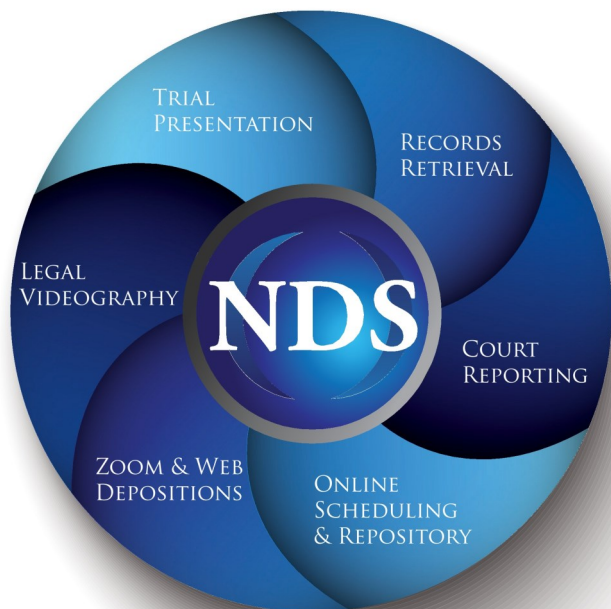 TRIAL
PRESENTATION
RECORDS
RETRIEVAL
LEGAL
VIDEOGRAPHY
NDS
COURT
REPORTING
ZOOM & WEB
DEPOSITIONS
ONLINE
SCHEDULING
& REPOSITORY